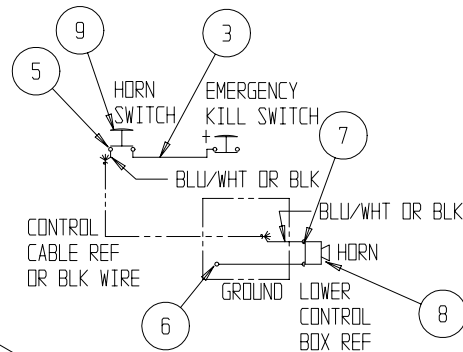 9
3
5
HORN
SWITCH
EMERGENCY
KILL SWITCH
7
BLU/WHT OR BLK
BLU/WHT OR BLK
CONTROL
CABLE REF
OR BLK WIRE
HORN
GROUND
LOWER
CONTROL
BOX REF
6
8